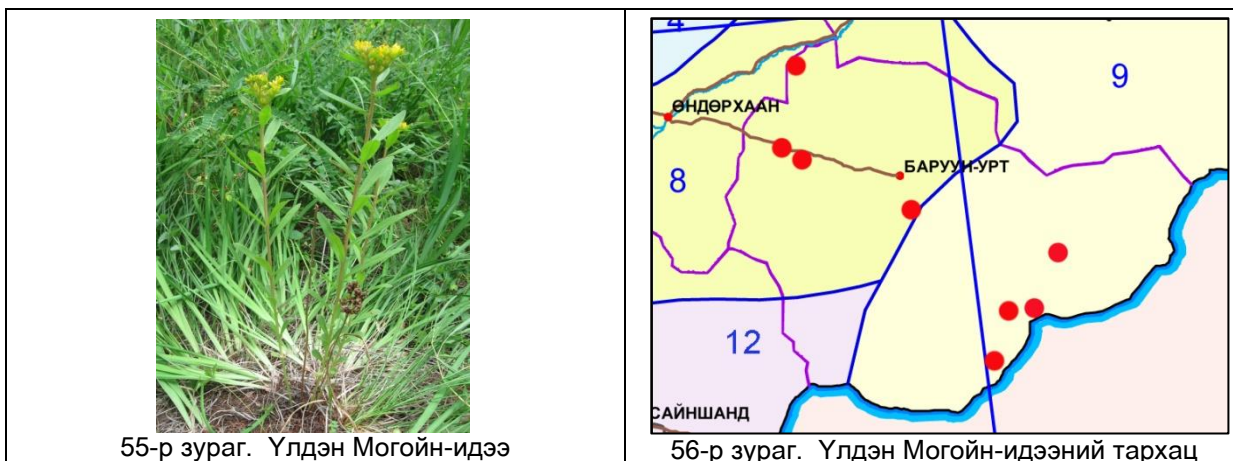 4
9
ӨНДӨРХААН
БАРУУН-УРТ
8
12
САЙНШАНД
55-р зураг. Үлдэн Могойн-идээ
56-р зураг. Үлдэн Могойн-идээний тархац